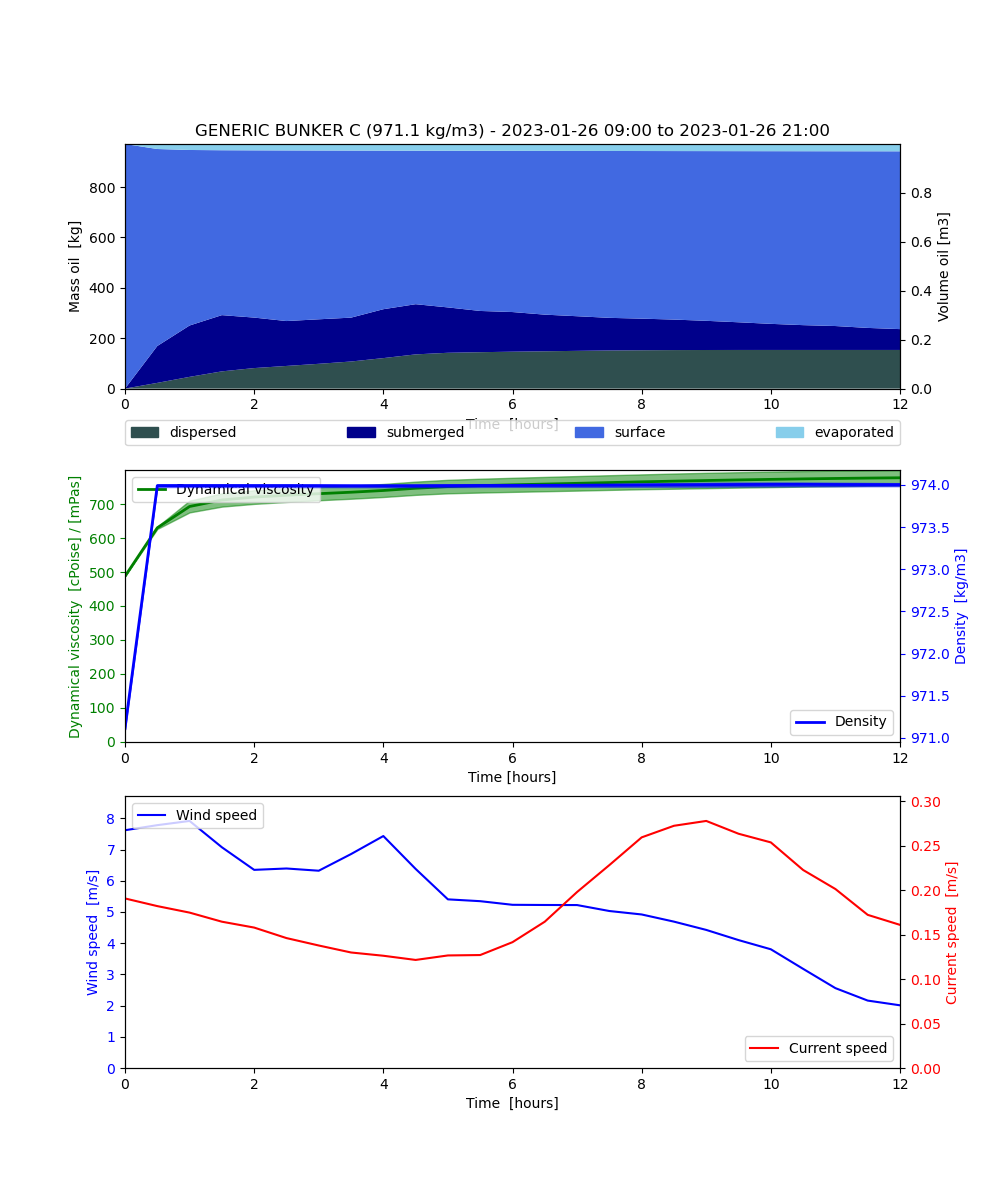 GENERIC BUNKER C (971.1 kg/m3) - 2023-01-26 09:00 to 2023-01-26 21:00
Mass oil [kg]
800
600
400
200
0
Volume oil [m3]
0.8
0.6
0.4
0.2
0.0
0 2 4 6 8 10 12
Time [hours]
dispersed submerged surface evaporated
Dynamical viscosity [cPoise] / [mPas]
700
600
500
400
300
200
100
0
Dynamical viscosity
974.0
973.5
973.0
972.5
972.0
971.5
971.0
Density [kg/m3]
Density
0 2 4 6 8 10 12
Time [hours]
Wind speed [m/s]
8
7
6
5
4
3
2
1
0
Wind speed
0.30
0.25
0.20
0.15
0.10
0.05
0.00
Current speed [m/s]
Current speed
0 2 4 6 8 10 12
Time [hours]